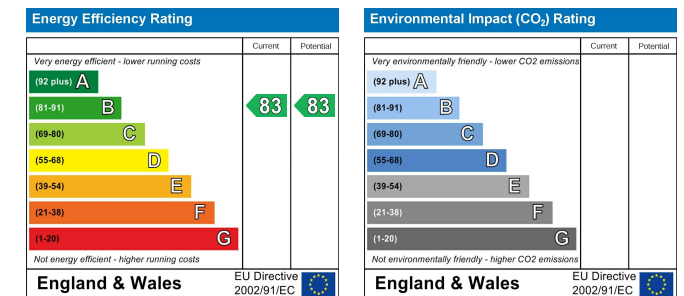 Energy Efficiency Rating
Current Potential
Very energy efficient - lower running costs
(92 plus) A
(81-91) B 83 83
(69-80) C
(55-68) D
(39-54) E
(21-38) F
(1-20) G
Not energy efficient - higher running costs
England & Wales
EU Directive
2002/91/EC
Environmental Impact (CO₂) Rating
Current Potential
Very environmentally friendly - lower CO2 emissions
(92 plus) A
(81-91) B
(69-80) C
(55-68) D
(39-54) E
(21-38) F
(1-20) G
Not environmentally friendly - higher CO2 emissions
England & Wales
EU Directive
2002/91/EC